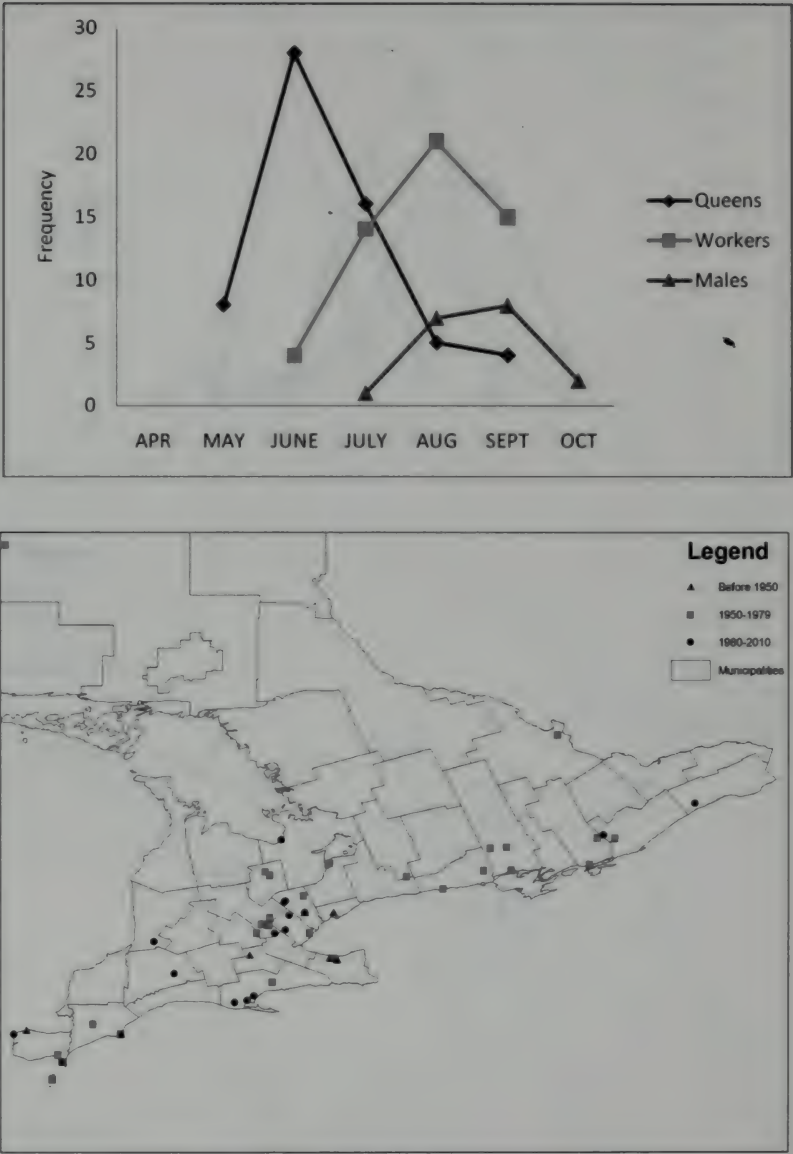 30
25
20
15
10
5
0
Frequency
APR MAY JUNE JULY AUG SEPT OCT
Queens
Workers
Males
Legend
Before 1950
1950-1979
1980-2010
Municipalities